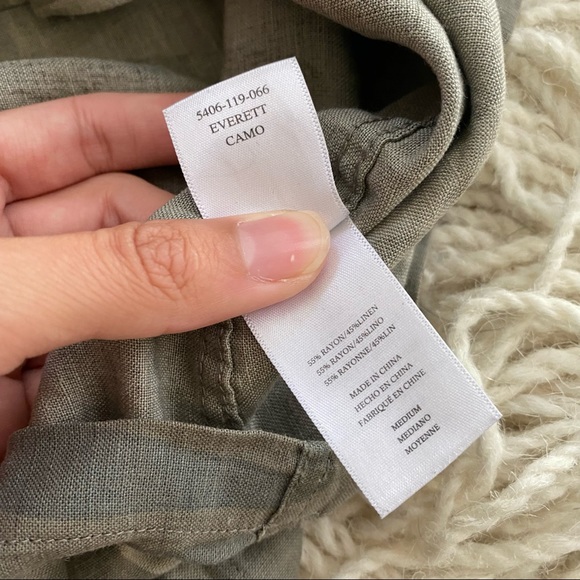 5406-119-066
EVERETT
CAMO
55% RAYON/45%LINEN
55% RAYON/45%LINO
55% RAYONNE/45%LIN
MADE IN CHINA
HECHO EN CHINA
FABRIQUÉ EN CHINE
MEDIUM
MEDIANO
MOYENNE